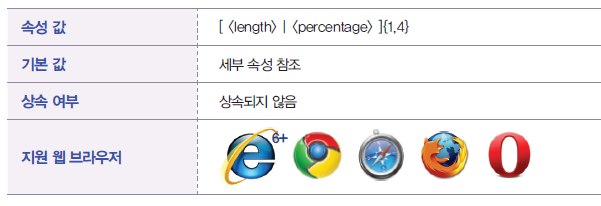 속성 값 [ <length> | <percentage> ]{1,4}
기본 값 세부 속성 참조
상속 여부 상속되지 않음
지원 웹 브라우저 6+